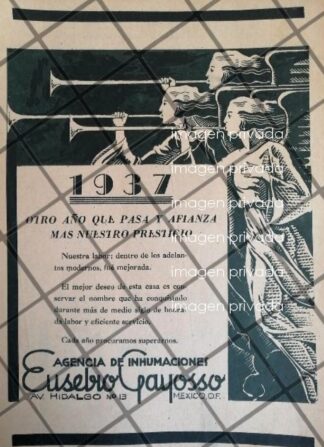 imagen privada
imagen privada
imagen privada
1937
OTRO AÑO QUE PASA Y AFIANZA
MAS NUESTRO PRESTIGIO
imagen privada
Nuestra labor; dentro de los adelan-
tos modernos, fué mejorada.
imagen privada
El mejor deseo de esta casa es con-
servar el nombre que ha conquistado
imagen privada
durante más de medio siglo de honra-
da labor y eficiente servicio.
imagen privada
Cada año procuramos superarnos.
AGENCIA DE INHUMACIONES
Eusebio Gayosso
AV. HIDALGO Nº 13 MEXICO. D.F.